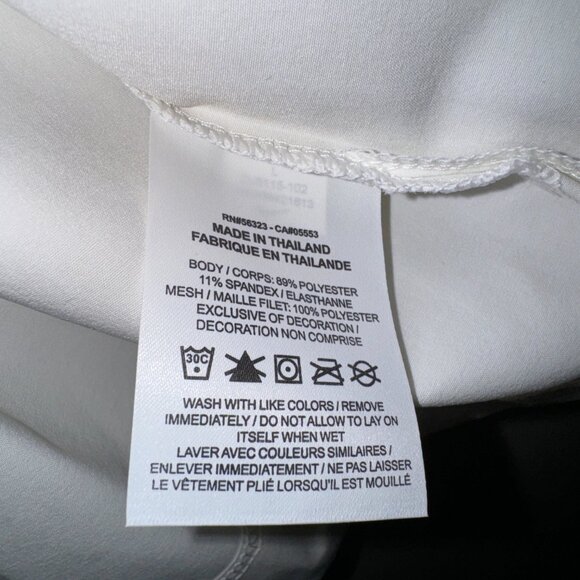 RN#56323 - CA#05553
MADE IN THAILAND
FABRIQUE EN THAILANDE
BODY / CORPS: 89% POLYESTER
11% SPANDEX / ELASTHANNE
MESH / MAILLE FILET: 100% POLYESTER
EXCLUSIVE OF DECORATION /
DECORATION NON COMPRISE
30C
WASH WITH LIKE COLORS / REMOVE
IMMEDIATELY / DO NOT ALLOW TO LAY ON
ITSELF WHEN WET
LAVER AVEC COULEURS SIMILAIRES /
ENLEVER IMMEDIATEMENT / NE PAS LAISSER
LE VÊTEMENT PLIÉ LORSQU'IL EST MOUILLÉ